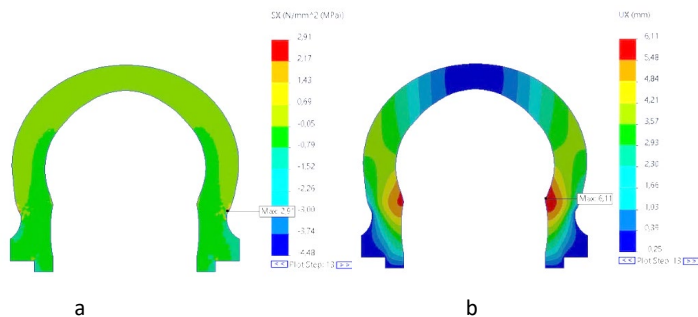 SX (N/mm^2 (MPa)
2,91
2,17
1,43
0,69
-0,05
-0,79
-1,52
-2,26
-3,00
-3,74
-4,48
Max: 2,91
<< Plot Step: 13 >>
a
UX (mm)
6,11
5,48
4,84
4,21
3,57
2,93
2,30
1,66
1,03
0,39
-0,25
Max: 6,11
<< Plot Step: 13 >>
b